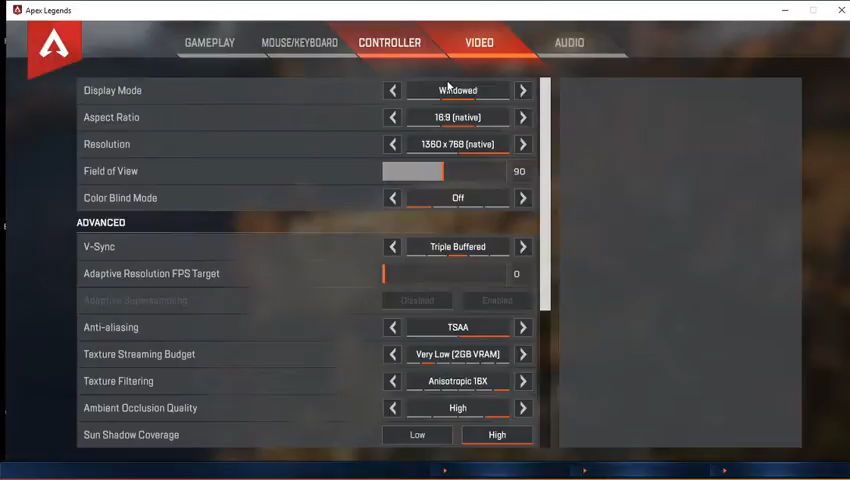 Apex Legends
GAMEPLAY MOUSE/KEYBOARD CONTROLLER VIDEO AUDIO
Display Mode Windowed
Aspect Ratio 16:9 (native)
Resolution 1360 x 768 (native)
Field of View 90
Color Blind Mode Off
ADVANCED
V-Sync Triple Buffered
Adaptive Resolution FPS Target 0
Adaptive Supersampling Disabled Enabled
Anti-aliasing TSAA
Texture Streaming Budget Very Low (2GB VRAM)
Texture Filtering Anisotropic 16X
Ambient Occlusion Quality High
Sun Shadow Coverage Low High